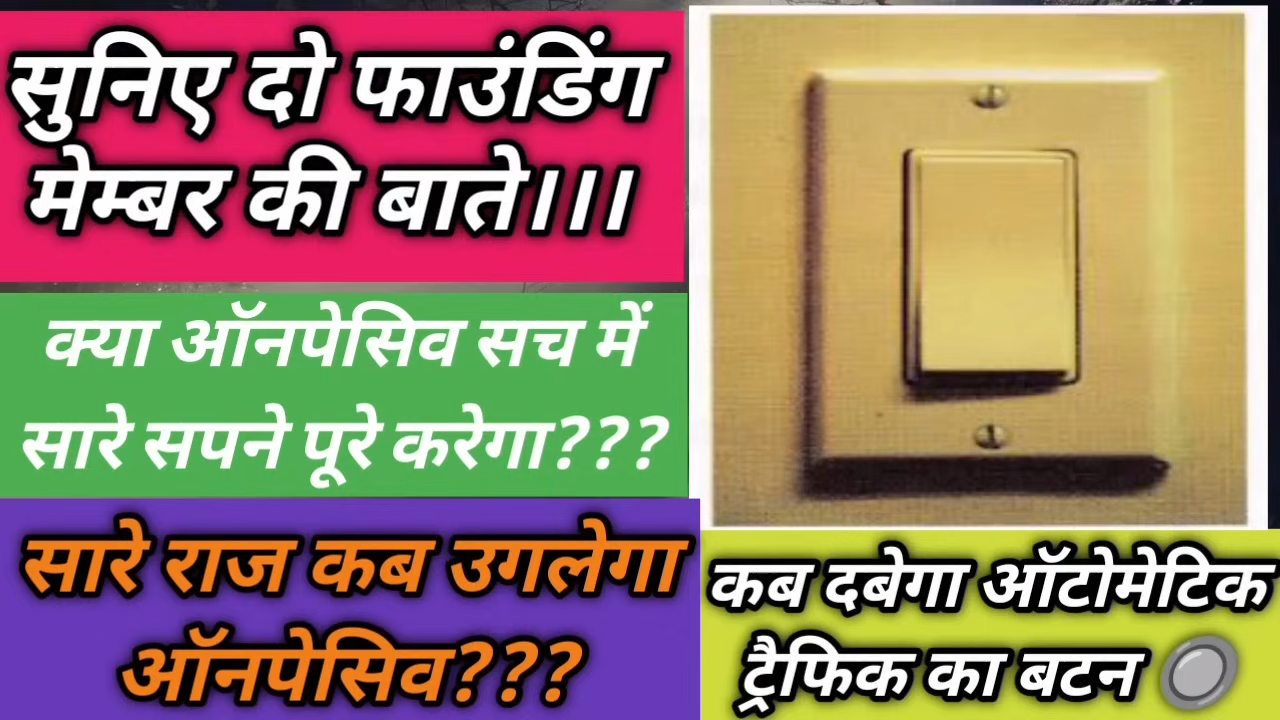 सुनिए दो फाउंडिंग
मेम्बर की बाते।।।
क्या ऑनपेसिव सच में
सारे सपने पूरे करेगा???
सारे राज कब उगलेगा
ऑनपेसिव???
कब दबेगा ऑटोमेटिक
ट्रैफिक का बटन